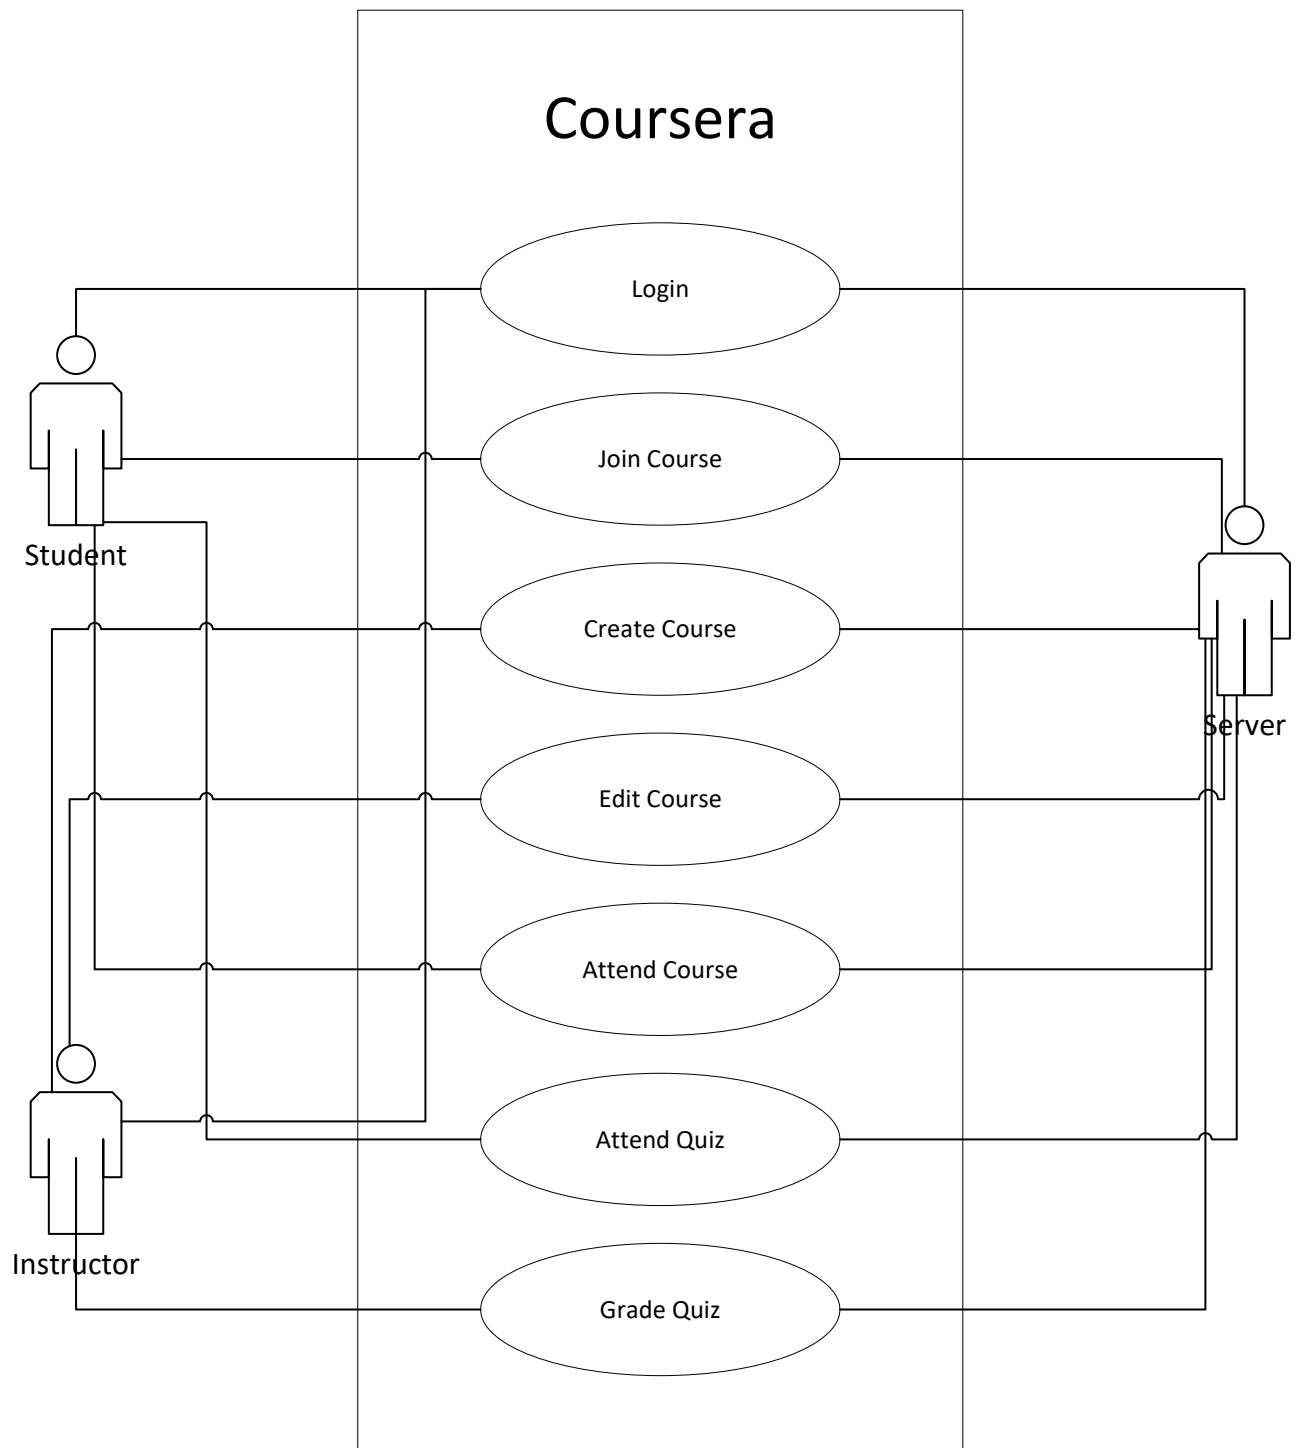 Coursera
Login
Join Course
Student
Create Course
Server
Edit Course
Attend Course
Attend Quiz
Instructor
Grade Quiz